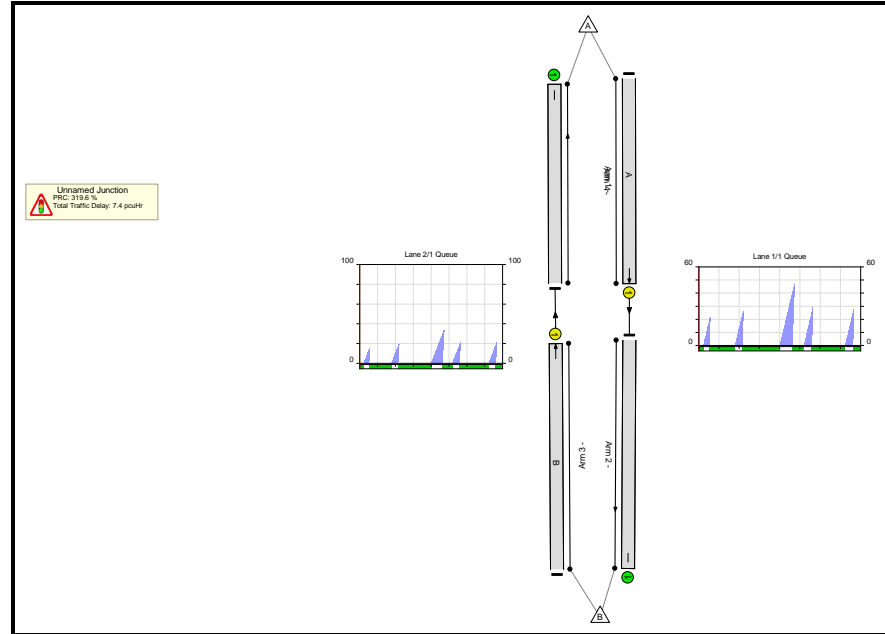 A
A
Unnamed Junction
PRC: 319.6 %
Total Traffic Delay: 7.4 pcuHr
Lane 2/1 Queue
100
100
0
0
Lane 1/1 Queue
60
60
0
0
B
Arm 3 -
Arm 2 -
B